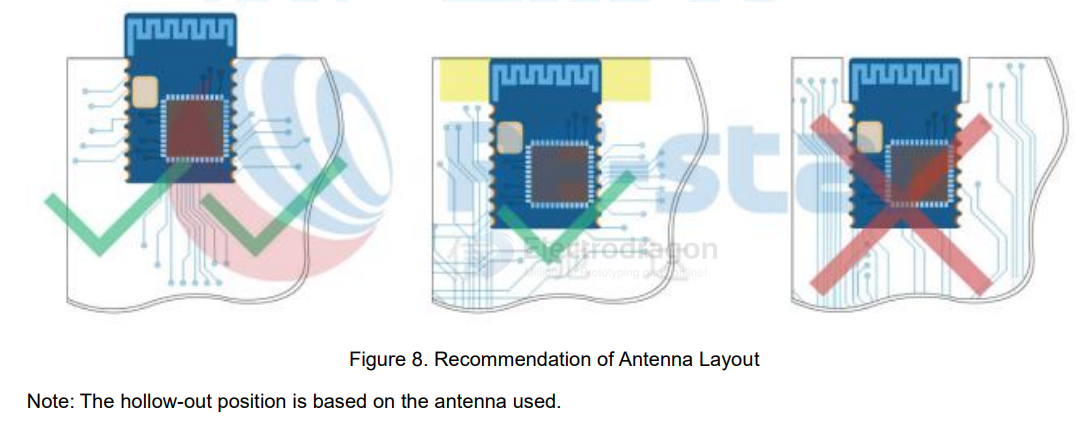 Electrodragon
Figure 8. Recommendation of Antenna Layout
Note: The hollow-out position is based on the antenna used.